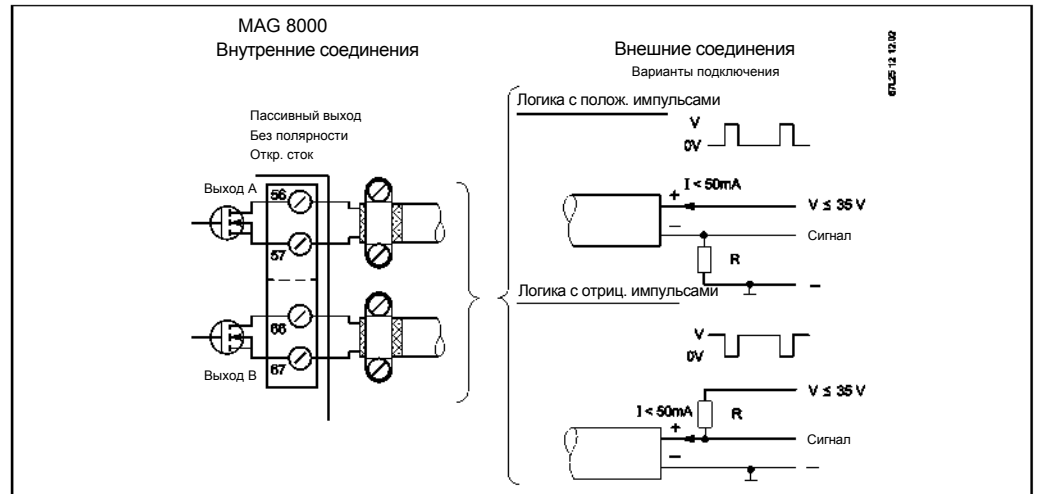 MAG 8000
Внутренние соединения
Пассивный выход
Без полярности
Откр. сток
Выход А
56
57
66
67
Выход В
Внешние соединения
Варианты подключения
67L25 12 12.02
Логика с полож. импульсами
V
0V
I < 50mA
+
V ≤ 35 V
–
Сигнал
R
–
Логика с отриц. импульсами
V
0V
V ≤ 35 V
I < 50mA
R
+
Сигнал
–
–